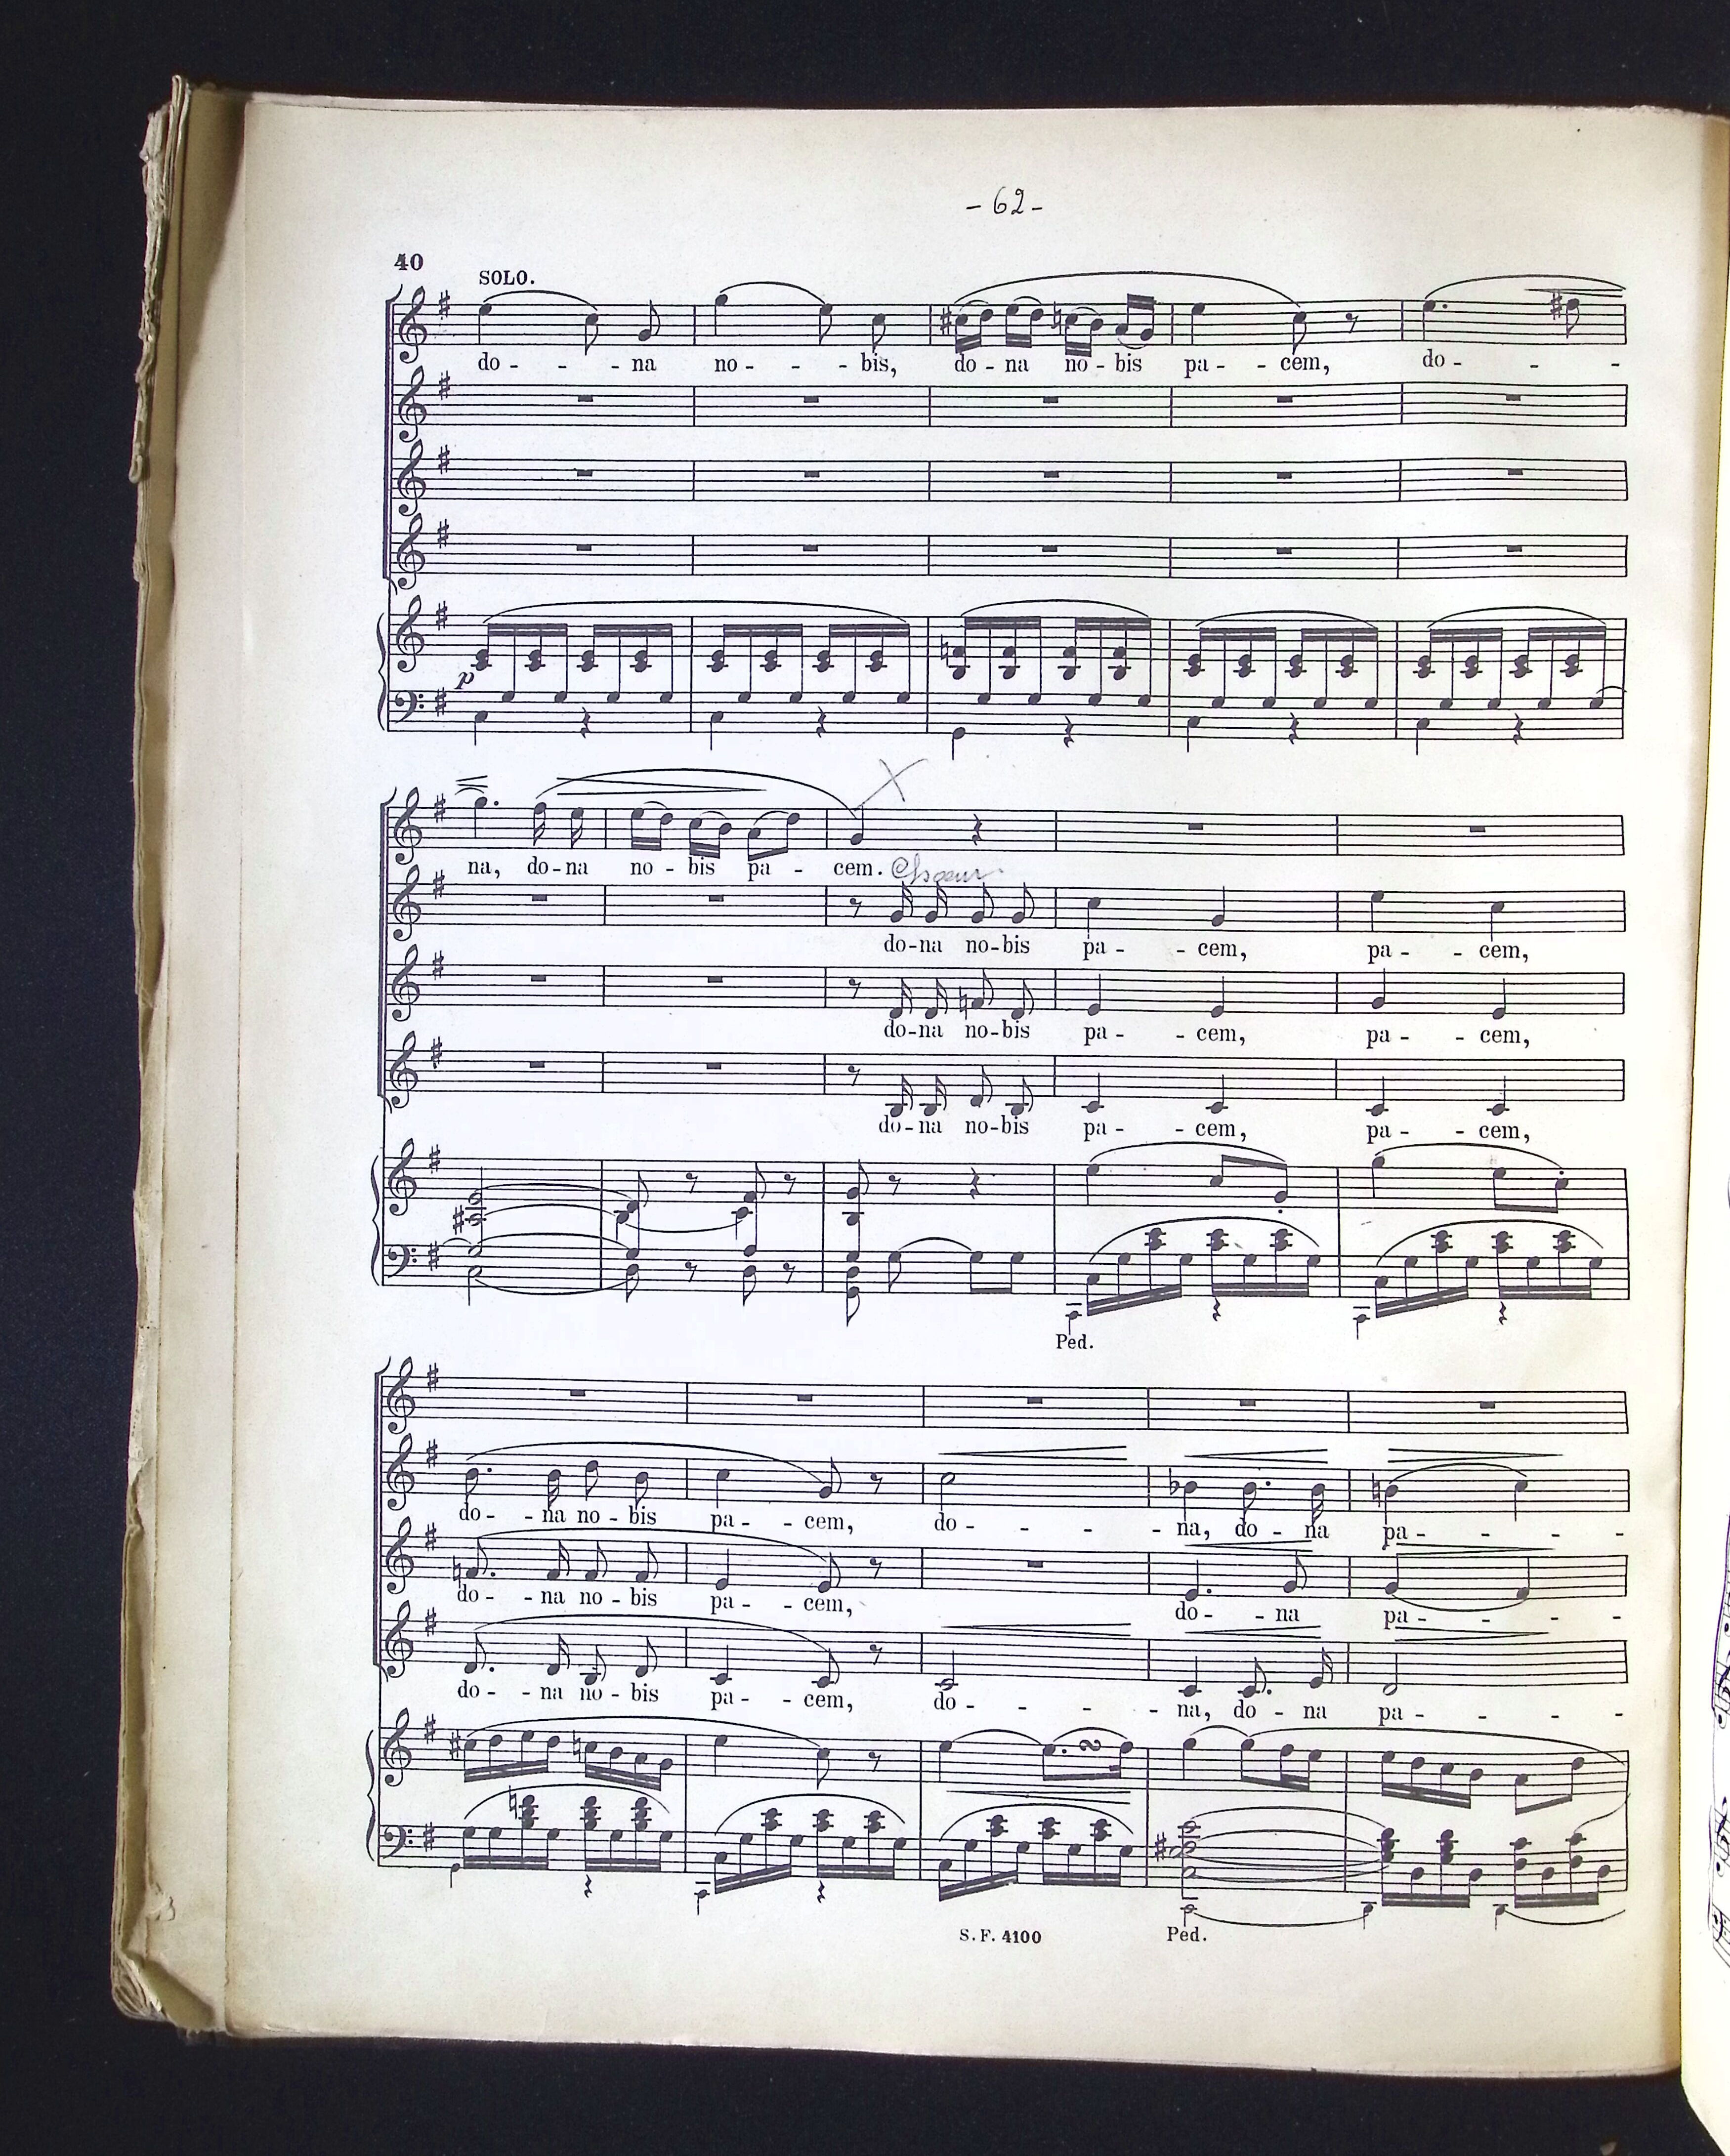 - 62 -
40
SOLO.
do - - - na no - - - bis, do - na no - bis pa - - cem, do - - -
p
na, do - na no - bis pa - cem. Choeur
do - na no - bis pa - - cem, pa - - cem,
do - na no - bis pa - - cem, pa - - cem,
do - na no - bis pa - - cem, pa - - cem,
Ped.
do - - na no - bis pa - - cem, do - - - - na, do - na pa - - - -
do - - na no - bis pa - - cem, do - - na pa - - - -
do - - na no - bis pa - - cem, do - - - - na, do - na pa - - - -
S. F. 4100 Ped.